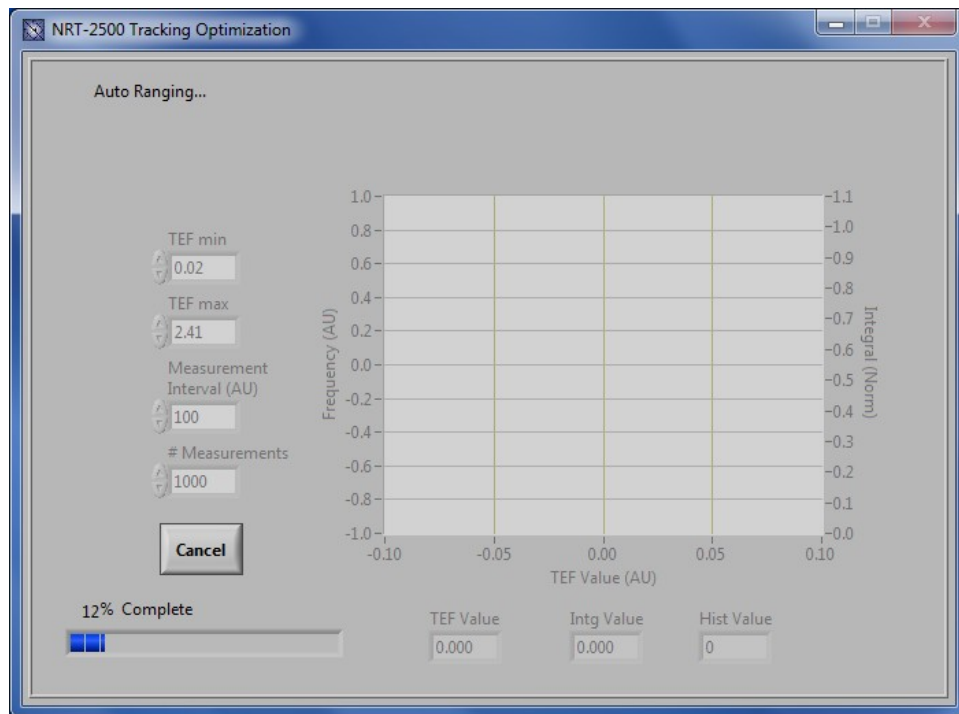 NRT-2500 Tracking Optimization
Auto Ranging...
TEF min
0.02
TEF max
2.41
Measurement
Interval (AU)
100
# Measurements
1000
Cancel
12% Complete
Frequency (AU)
1.0
0.8
0.6
0.4
0.2
0.0
-0.2
-0.4
-0.6
-0.8
-1.0
-0.10
-0.05
0.00
0.05
0.10
TEF Value (AU)
1.1
1.0
0.9
0.8
0.7
0.6
0.5
0.4
0.3
0.2
0.1
0.0
Integral (Norm)
TEF Value
0.000
Intg Value
0.000
Hist Value
0